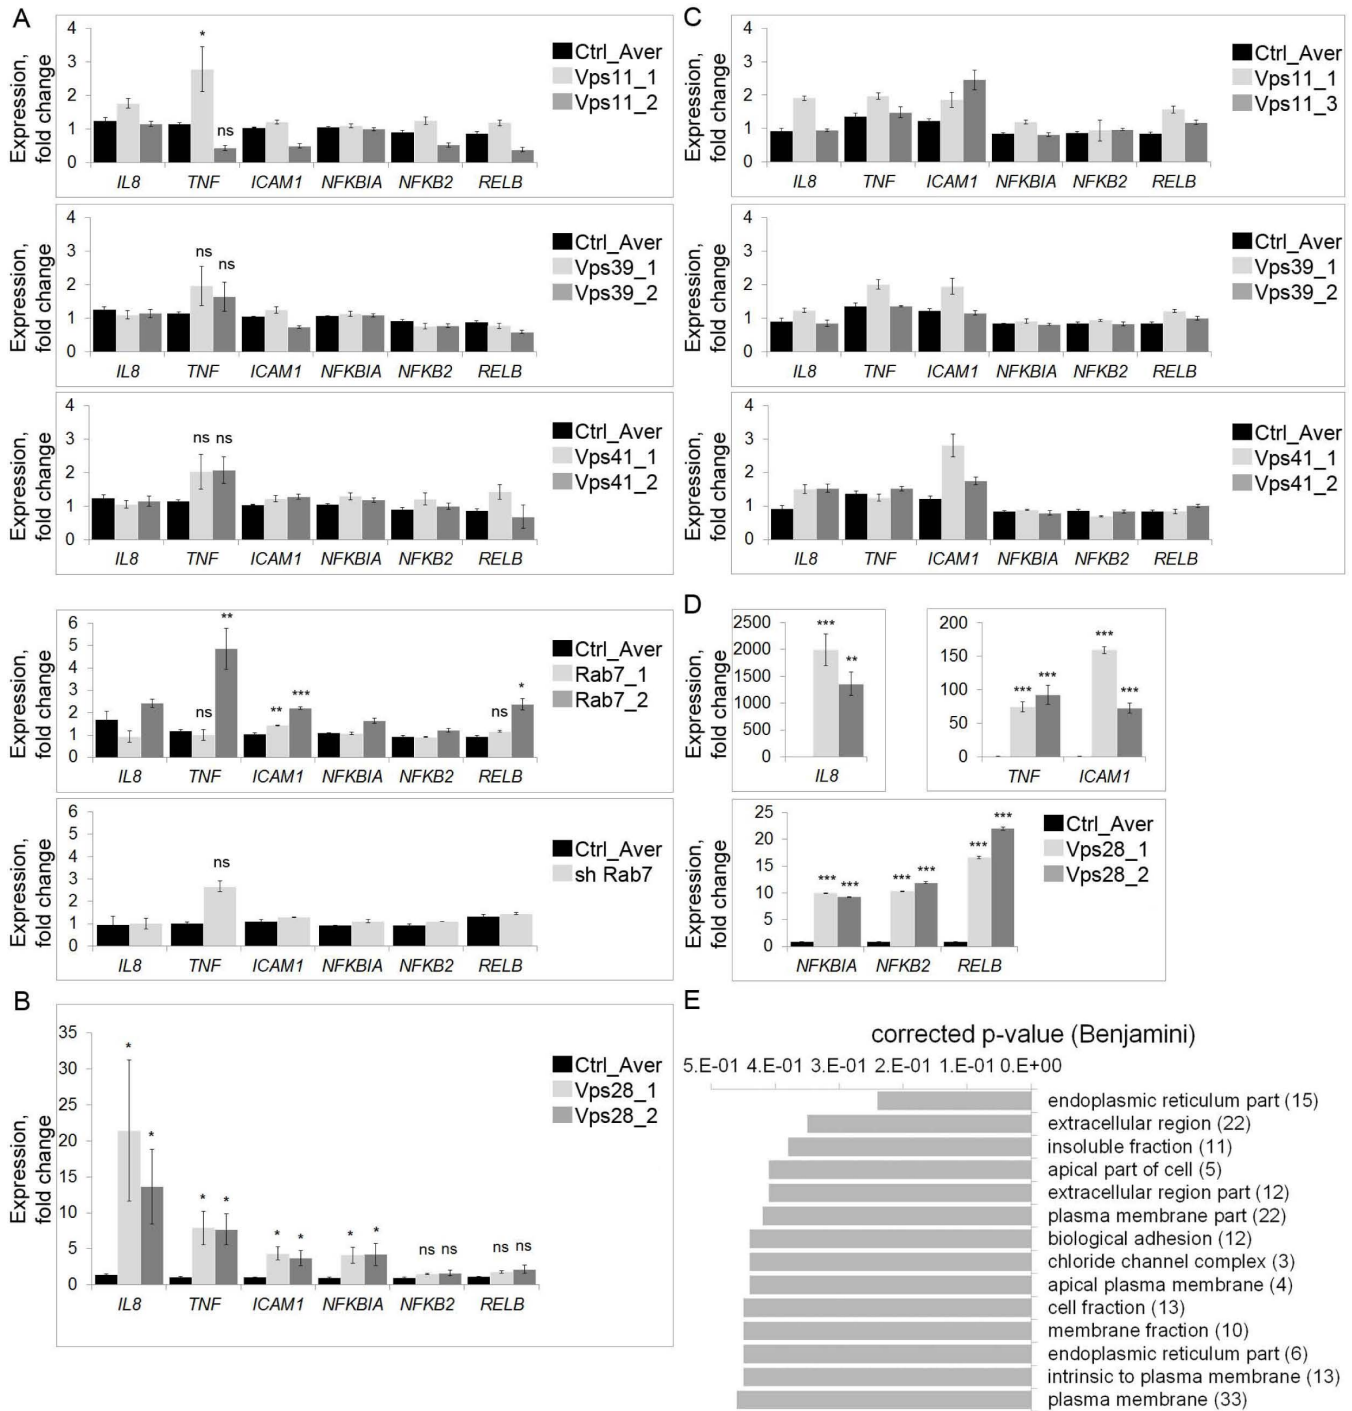 A
Expression,
fold change
4
3
2
1
0
*
ns
IL8 TNF ICAM1 NFKBIA NFKB2 RELB
Ctrl_Aver
Vps11_1
Vps11_2
Expression,
fold change
4
3
2
1
0
ns
ns
IL8 TNF ICAM1 NFKBIA NFKB2 RELB
Ctrl_Aver
Vps39_1
Vps39_2
Expression,
fold change
4
3
2
1
0
ns ns
IL8 TNF ICAM1 NFKBIA NFKB2 RELB
Ctrl_Aver
Vps41_1
Vps41_2
Expression,
fold change
6
5
4
3
2
1
0
ns ** ** *** ns *
IL8 TNF ICAM1 NFKBIA NFKB2 RELB
Ctrl_Aver
Rab7_1
Rab7_2
Expression,
fold change
6
5
4
3
2
1
0
ns
IL8 TNF ICAM1 NFKBIA NFKB2 RELB
Ctrl_Aver
sh Rab7
B
Expression,
fold change
35
30
25
20
15
10
5
0
* * * * * * * * ns ns ns ns
IL8 TNF ICAM1 NFKBIA NFKB2 RELB
Ctrl_Aver
Vps28_1
Vps28_2
C
Expression,
fold change
4
3
2
1
0
IL8 TNF ICAM1 NFKBIA NFKB2 RELB
Ctrl_Aver
Vps11_1
Vps11_3
Expression,
fold change
4
3
2
1
0
IL8 TNF ICAM1 NFKBIA NFKB2 RELB
Ctrl_Aver
Vps39_1
Vps39_2
Expression,
fold change
4
3
2
1
0
IL8 TNF ICAM1 NFKBIA NFKB2 RELB
Ctrl_Aver
Vps41_1
Vps41_2
D
Expression,
fold change
2500
2000
1500
1000
500
0
*** **
IL8
200
150
100
50
0
*** *** *** ***
TNF ICAM1
Expression,
fold change
25
20
15
10
5
0
*** *** *** *** *** ***
NFKBIA NFKB2 RELB
Ctrl_Aver
Vps28_1
Vps28_2
E
corrected p-value (Benjamini)
5.E-01 4.E-01 3.E-01 2.E-01 1.E-01 0.E+00
endoplasmic reticulum part (15)
extracellular region (22)
insoluble fraction (11)
apical part of cell (5)
extracellular region part (12)
plasma membrane part (22)
biological adhesion (12)
chloride channel complex (3)
apical plasma membrane (4)
cell fraction (13)
membrane fraction (10)
endoplasmic reticulum part (6)
intrinsic to plasma membrane (13)
plasma membrane (33)